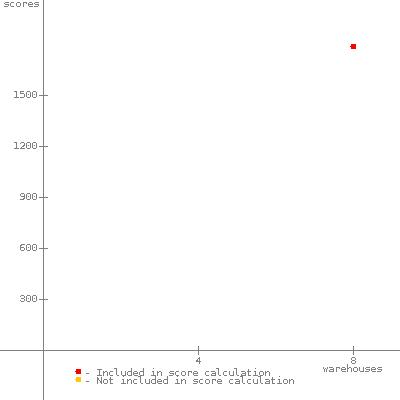 scores
1500
1200
900
600
300
4 8
warehouses
- Included in score calculation
- Not included in score calculation